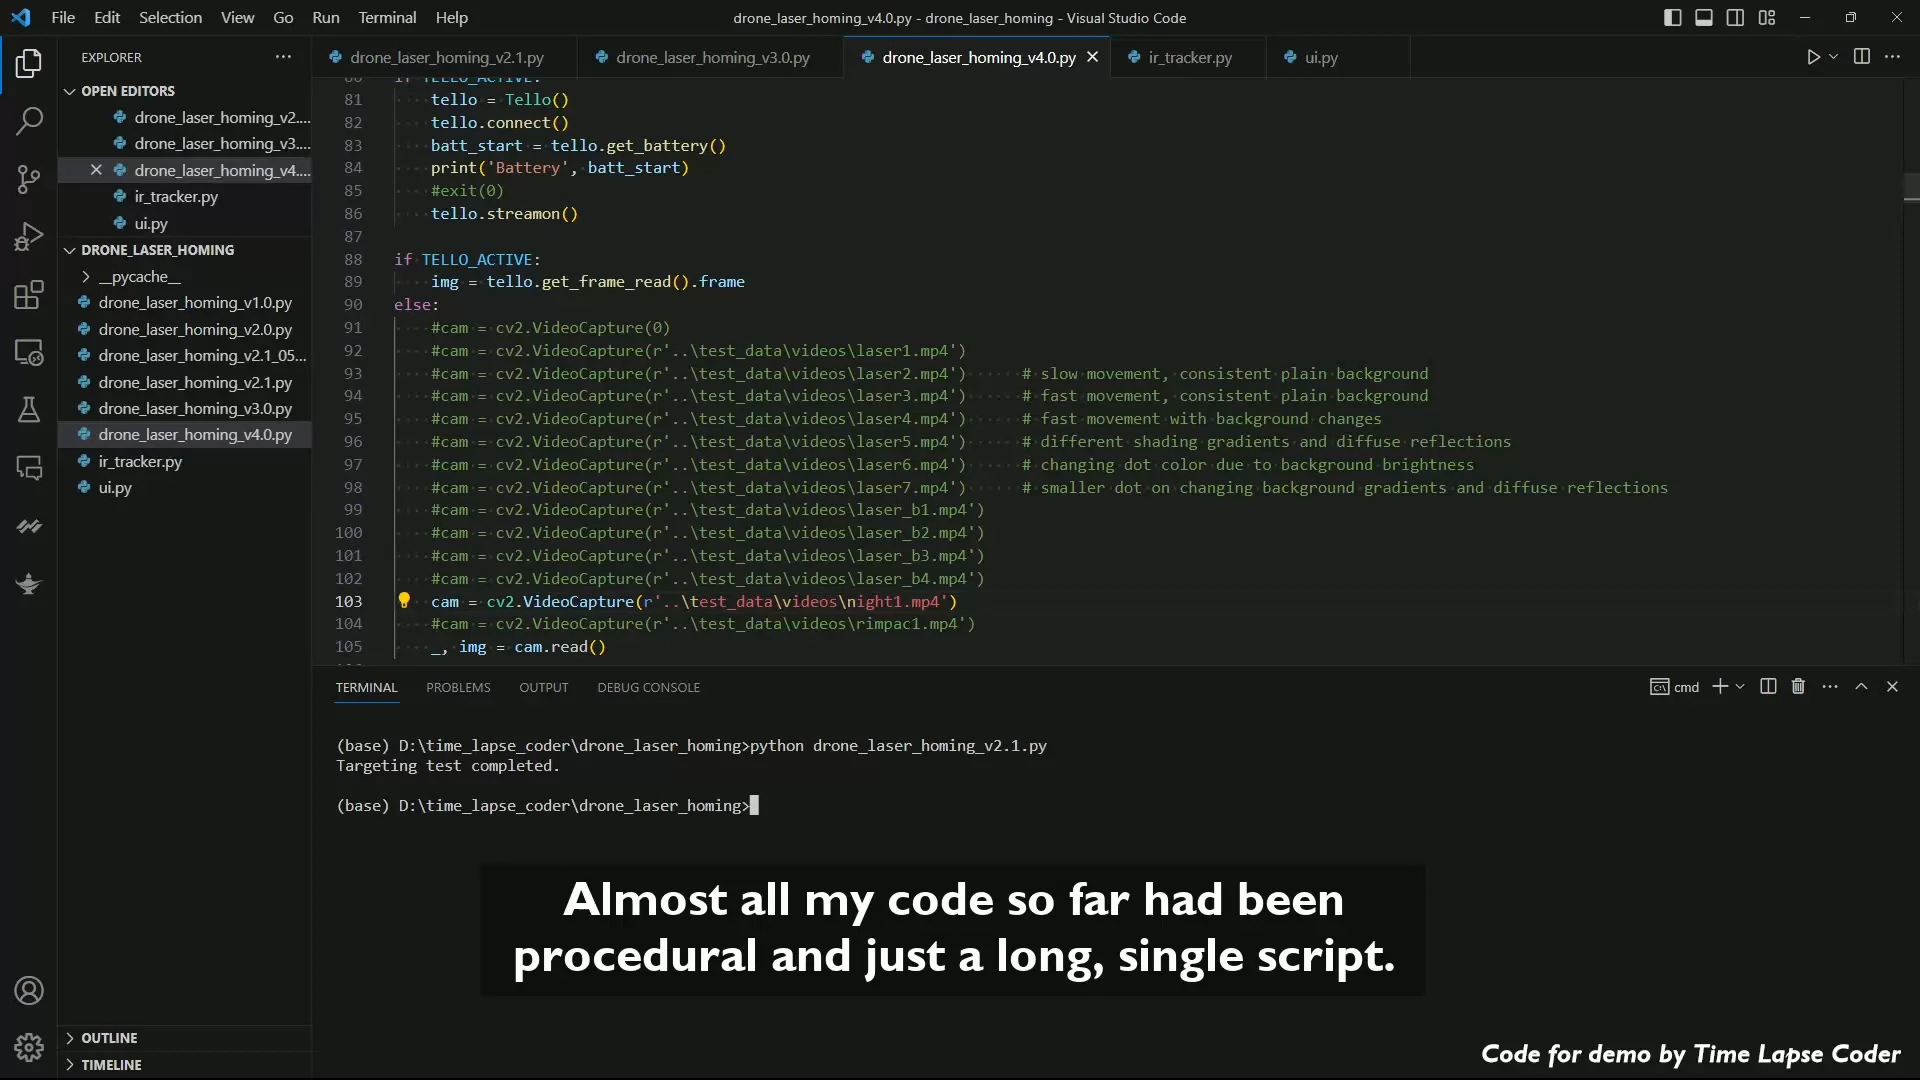 File Edit Selection View Go Run Terminal Help
drone_laser_homing_v4.0.py - drone_laser_homing - Visual Studio Code
EXPLORER
OPEN EDITORS
drone_laser_homing_v2....
drone_laser_homing_v3....
drone_laser_homing_v4....
ir_tracker.py
ui.py
DRONE_LASER_HOMING
__pycache__
drone_laser_homing_v1.0.py
drone_laser_homing_v2.0.py
drone_laser_homing_v2.1_05...
drone_laser_homing_v2.1.py
drone_laser_homing_v3.0.py
drone_laser_homing_v4.0.py
ir_tracker.py
ui.py
OUTLINE
TIMELINE
drone_laser_homing_v2.1.py drone_laser_homing_v3.0.py drone_laser_homing_v4.0.py ir_tracker.py ui.py
80 if TELLO_ACTIVE:
81 tello = Tello()
82 tello.connect()
83 batt_start = tello.get_battery()
84 print('Battery', batt_start)
85 #exit(0)
86 tello.streamon()
87
88 if TELLO_ACTIVE:
89 img = tello.get_frame_read().frame
90 else:
91 #cam = cv2.VideoCapture(0)
92 #cam = cv2.VideoCapture(r'..\test_data\videos\laser1.mp4')
93 #cam = cv2.VideoCapture(r'..\test_data\videos\laser2.mp4') # slow movement, consistent plain background
94 #cam = cv2.VideoCapture(r'..\test_data\videos\laser3.mp4') # fast movement, consistent plain background
95 #cam = cv2.VideoCapture(r'..\test_data\videos\laser4.mp4') # fast movement with background changes
96 #cam = cv2.VideoCapture(r'..\test_data\videos\laser5.mp4') # different shading gradients and diffuse reflections
97 #cam = cv2.VideoCapture(r'..\test_data\videos\laser6.mp4') # changing dot color due to background brightness
98 #cam = cv2.VideoCapture(r'..\test_data\videos\laser7.mp4') # smaller dot on changing background gradients and diffuse reflections
99 #cam = cv2.VideoCapture(r'..\test_data\videos\laser_b1.mp4')
100 #cam = cv2.VideoCapture(r'..\test_data\videos\laser_b2.mp4')
101 #cam = cv2.VideoCapture(r'..\test_data\videos\laser_b3.mp4')
102 #cam = cv2.VideoCapture(r'..\test_data\videos\laser_b4.mp4')
103 cam = cv2.VideoCapture(r'..\test_data\videos\night1.mp4')
104 #cam = cv2.VideoCapture(r'..\test_data\videos\rimpac1.mp4')
105 _, img = cam.read()
TERMINAL PROBLEMS OUTPUT DEBUG CONSOLE
cmd
(base) D:\time_lapse_coder\drone_laser_homing>python drone_laser_homing_v2.1.py
Targeting test completed.
(base) D:\time_lapse_coder\drone_laser_homing>
Almost all my code so far had been
procedural and just a long, single script.
Code for demo by Time Lapse Coder